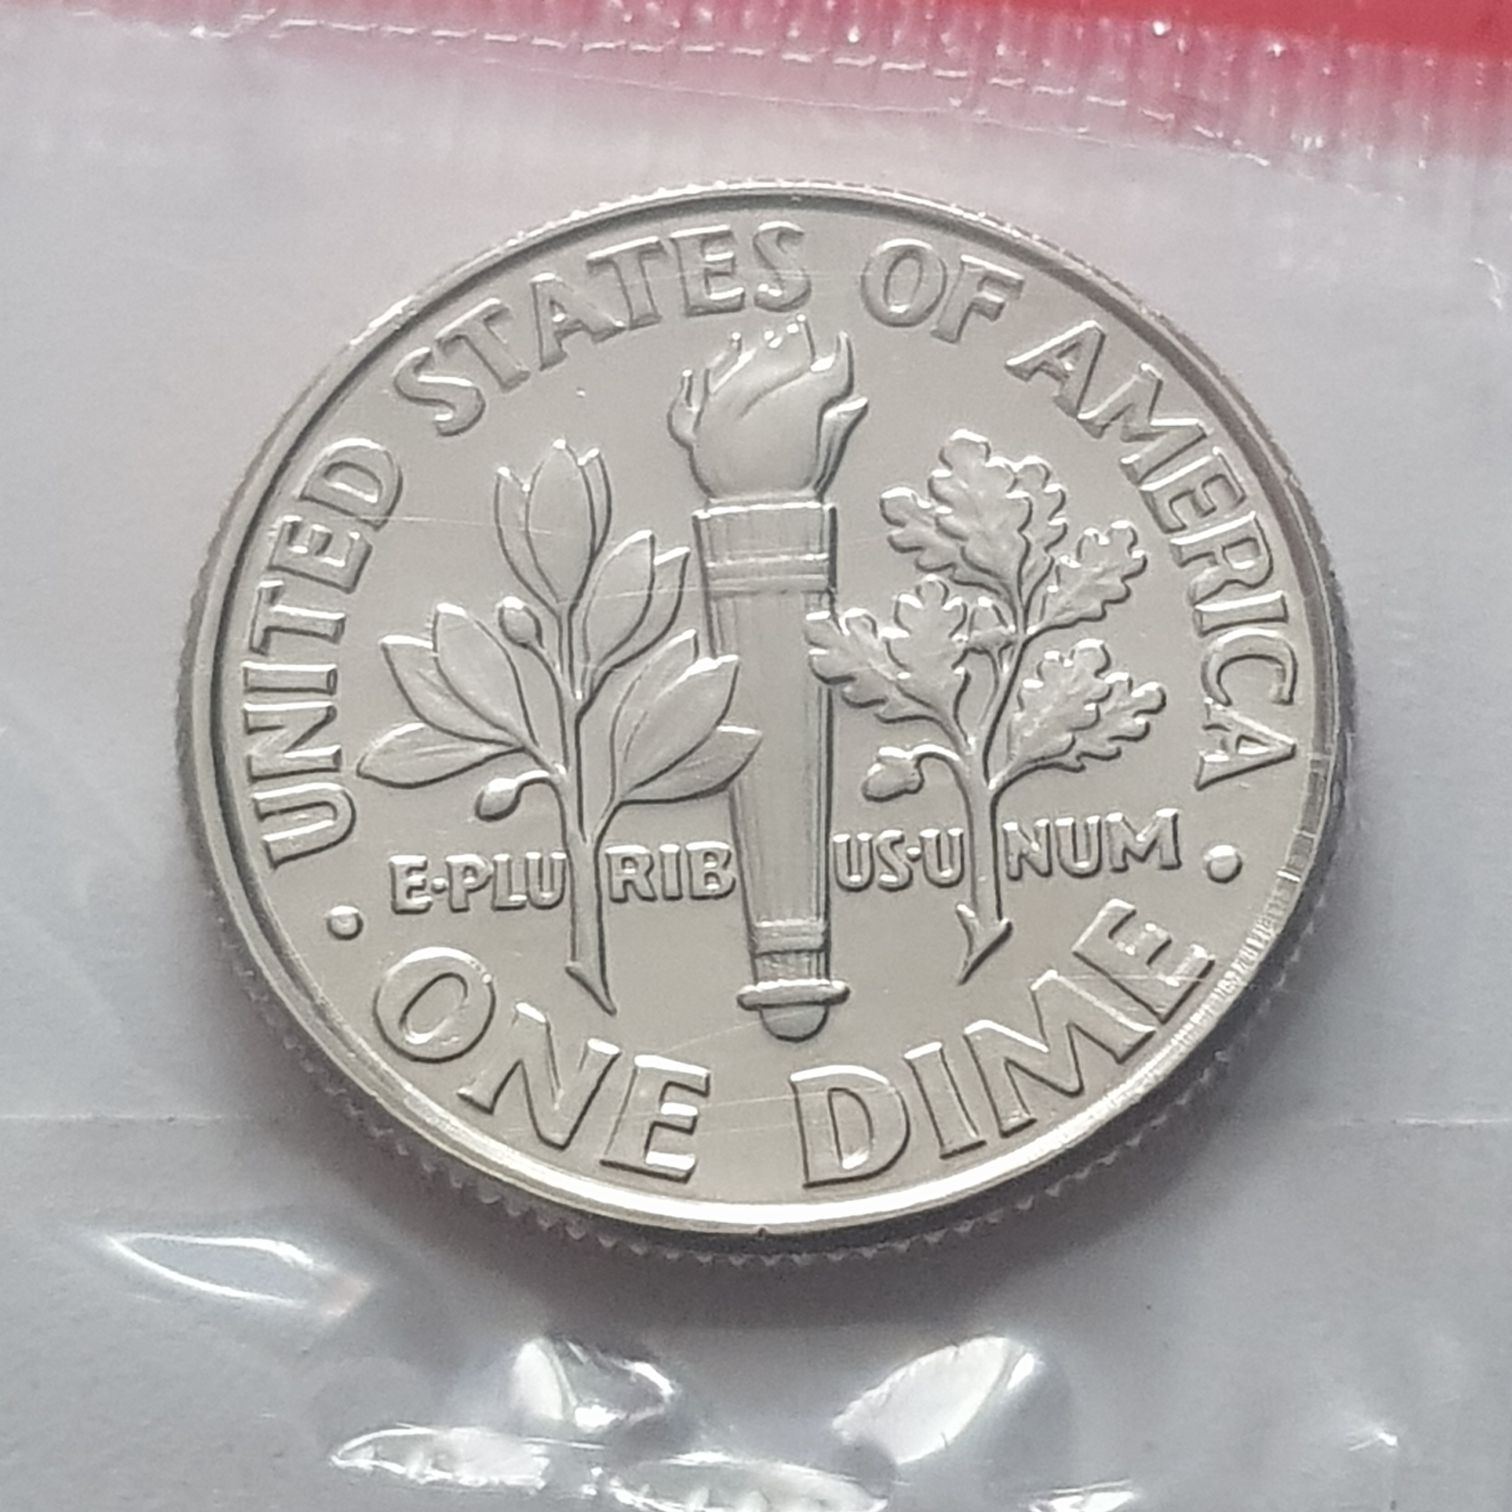 UNITED STATES OF AMERICA
E·PLU RIB US·U NUM
· ONE DIME ·